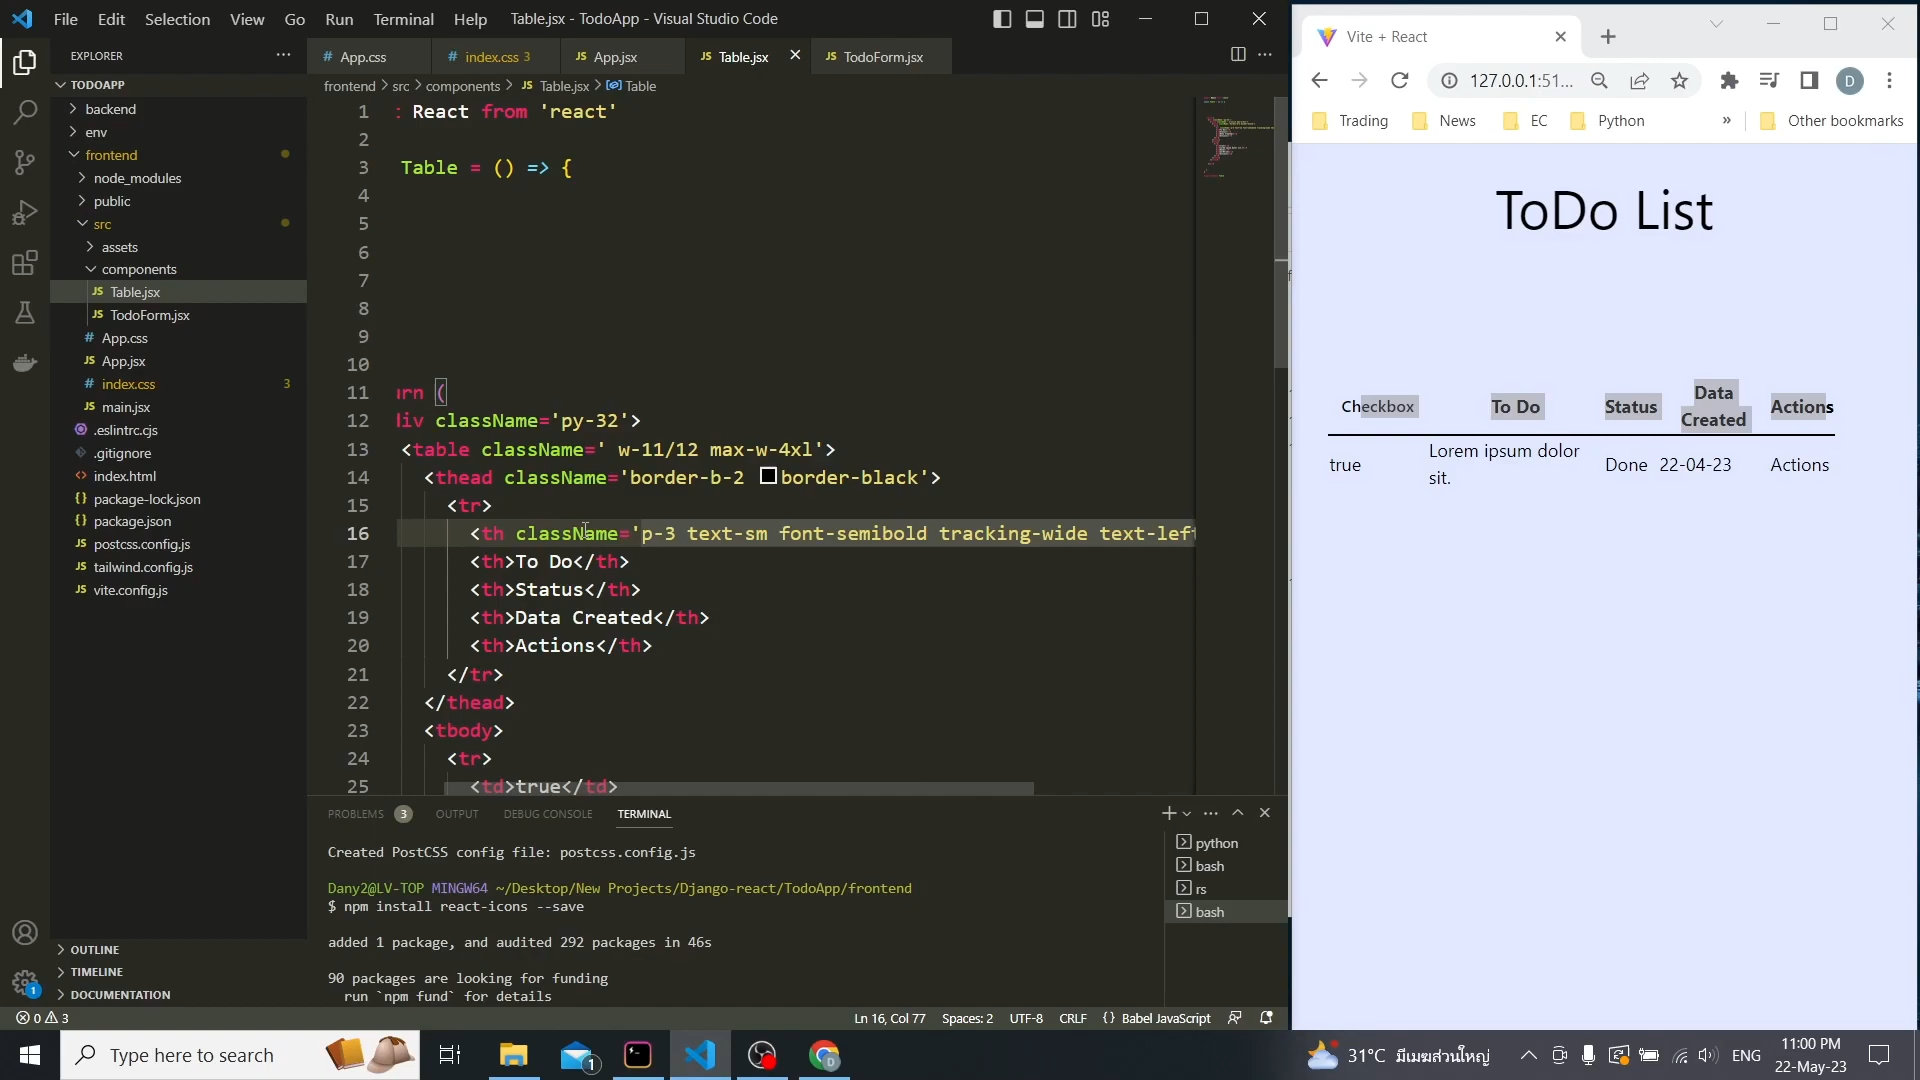 File Edit Selection View Go Run Terminal Help Table.jsx - TodoApp - Visual Studio Code
EXPLORER
TODOAPP
backend
env
frontend
node_modules
public
src
assets
components
JS Table.jsx
JS TodoForm.jsx
# App.css
JS App.jsx
# index.css 3
JS main.jsx
.eslintrc.cjs
.gitignore
<> index.html
{} package-lock.json
{} package.json
JS postcss.config.js
JS tailwind.config.js
JS vite.config.js
OUTLINE
TIMELINE
DOCUMENTATION
# App.css # index.css 3 JS App.jsx JS Table.jsx JS TodoForm.jsx
frontend > src > components > JS Table.jsx > Table
1 : React from 'react'
2
3 Table = () => {
4
5
6
7
8
9
10
11 ırn (
12 liv className='py-32'>
13 <table className=' w-11/12 max-w-4xl'>
14 <thead className='border-b-2 border-black'>
15 <tr>
16 <th className='p-3 text-sm font-semibold tracking-wide text-left
17 <th>To Do</th>
18 <th>Status</th>
19 <th>Data Created</th>
20 <th>Actions</th>
21 </tr>
22 </thead>
23 <tbody>
24 <tr>
25 <td>true</td>
PROBLEMS 3 OUTPUT DEBUG CONSOLE TERMINAL
Created PostCSS config file: postcss.config.js
Dany2@LV-TOP MINGW64 ~/Desktop/New Projects/Django-react/TodoApp/frontend
$ npm install react-icons --save
added 1 package, and audited 292 packages in 46s
90 packages are looking for funding
run `npm fund` for details
python
bash
rs
bash
0 3 Ln 16, Col 77 Spaces: 2 UTF-8 CRLF {} Babel JavaScript
Vite + React
127.0.0.1:51...
D
Trading News EC Python » Other bookmarks
ToDo List
Checkbox To Do Status Data Created Actions
true Lorem ipsum dolor sit. Done 22-04-23 Actions
1
Type here to search
1
D
31°C มีเมฆส่วนใหญ่
ENG
11:00 PM
22-May-23